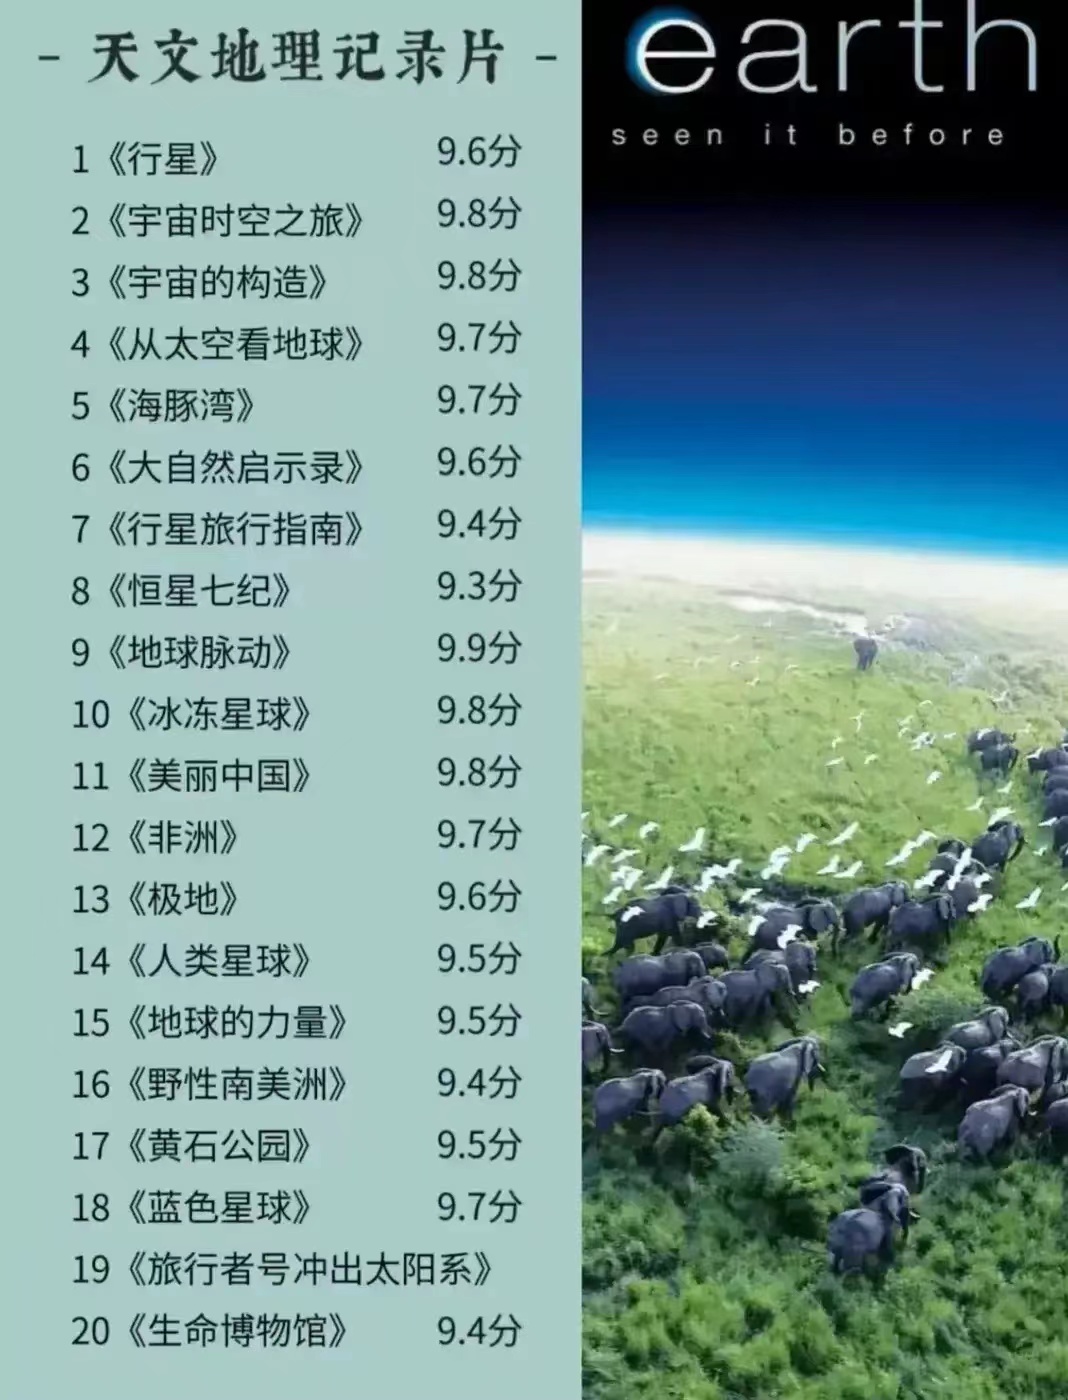 - 天文地理记录片 -
1《行星》 9.6分
2《宇宙时空之旅》 9.8分
3《宇宙的构造》 9.8分
4《从太空看地球》 9.7分
5《海豚湾》 9.7分
6《大自然启示录》 9.6分
7《行星旅行指南》 9.4分
8《恒星七纪》 9.3分
9《地球脉动》 9.9分
10《冰冻星球》 9.8分
11《美丽中国》 9.8分
12《非洲》 9.7分
13《极地》 9.6分
14《人类星球》 9.5分
15《地球的力量》 9.5分
16《野性南美洲》 9.4分
17《黄石公园》 9.5分
18《蓝色星球》 9.7分
19《旅行者号冲出太阳系》
20《生命博物馆》 9.4分
earth
seen it before